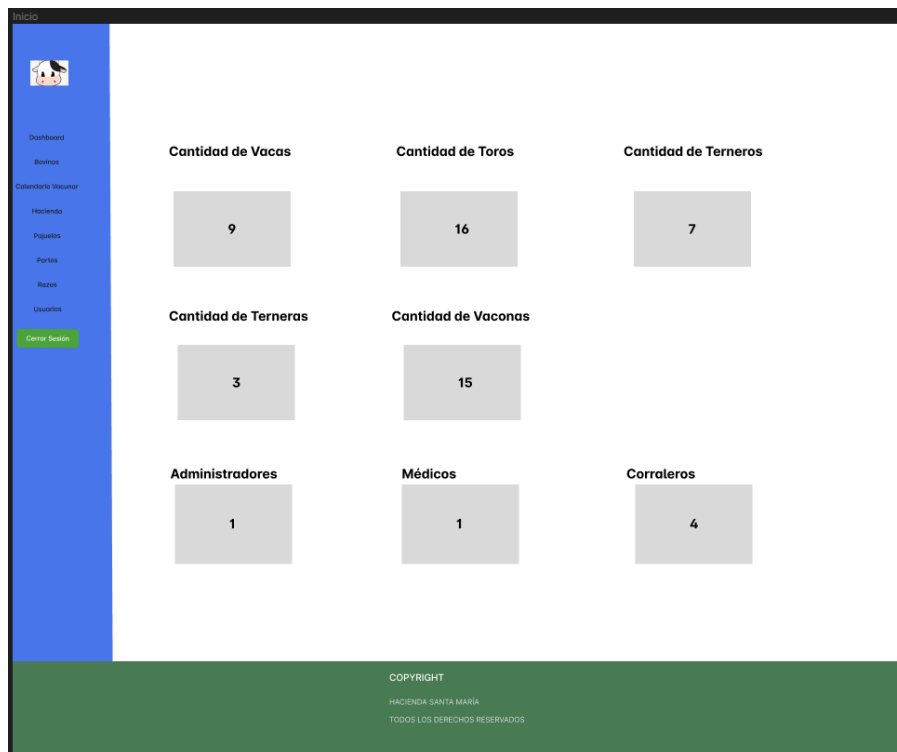 Inicio
Dashboard
Bovinos
Calendario Vacunar
Hacienda
Pajuelas
Partos
Razas
Usuarios
Cerrar Sesión
Cantidad de Vacas
Cantidad de Toros
Cantidad de Terneros
9
16
7
Cantidad de Terneras
Cantidad de Vaconas
3
15
Administradores
Médicos
Corraleros
1
1
4
COPYRIGHT
HACIENDA SANTA MARÍA
TODOS LOS DERECHOS RESERVADOS